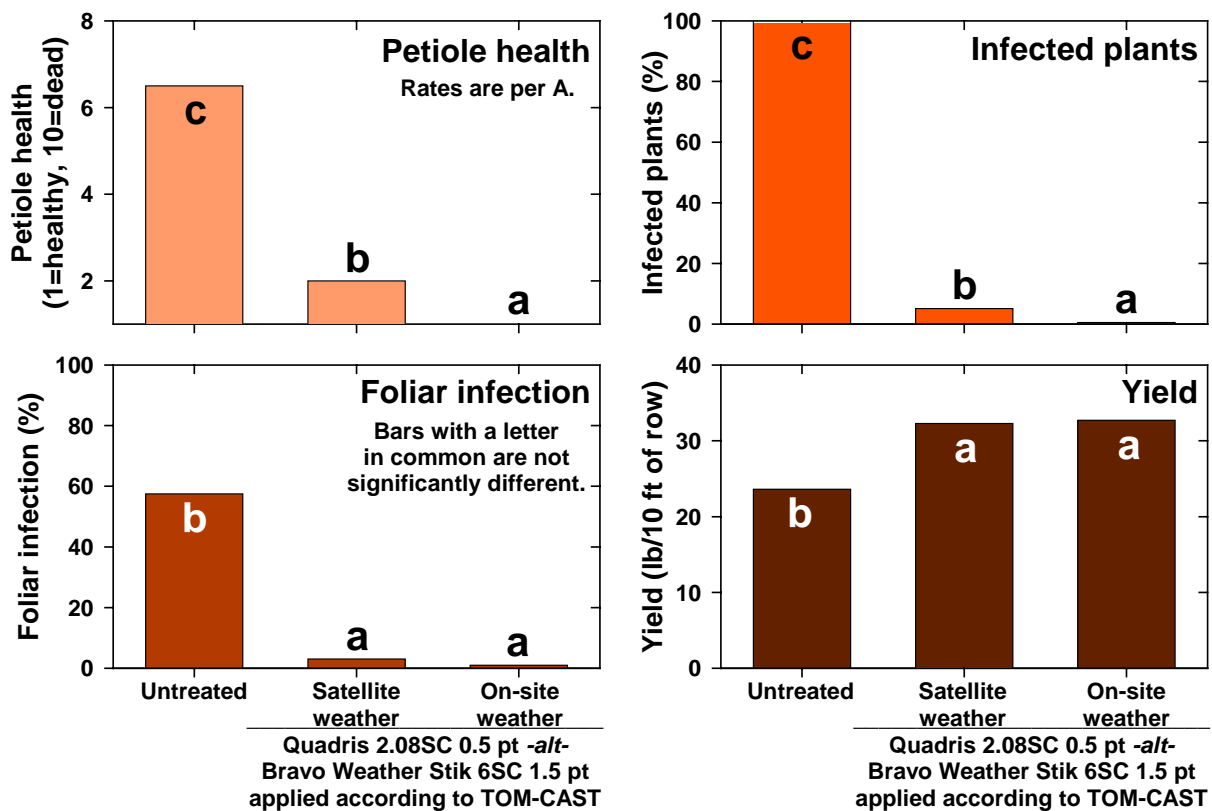 Petiole health
(1=healthy, 10=dead)
8
6
4
2
Petiole health
Rates are per A.
c
b
a
Infected plants (%)
100
80
60
40
20
0
Infected plants
c
b
a
Foliar infection (%)
100
80
60
40
20
0
Foliar infection
Bars with a letter
in common are not
significantly different.
b
a
a
Untreated
Satellite
weather
On-site
weather
Quadris 2.08SC 0.5 pt -alt-
Bravo Weather Stik 6SC 1.5 pt
applied according to TOM-CAST
Yield (lb/10 ft of row)
40
30
20
10
0
Yield
b
a
a
Untreated
Satellite
weather
On-site
weather
Quadris 2.08SC 0.5 pt -alt-
Bravo Weather Stik 6SC 1.5 pt
applied according to TOM-CAST